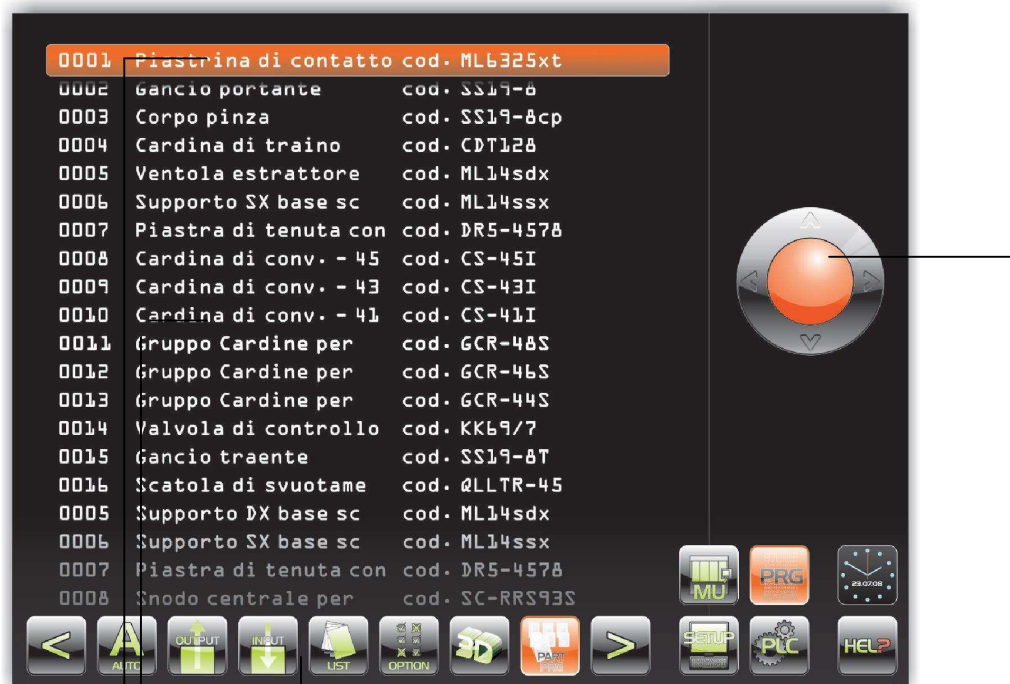 0001 Piastrina di contatto cod. ML6325xt
0002 Gancio portante cod. SS19-8
0003 Corpo pinza cod. SS19-8cp
0004 Cardina di traino cod. CDT128
0005 Ventola estrattore cod. ML14sdx
0006 Supporto SX base sc cod. ML14ssx
0007 Piastra di tenuta con cod. DR5-4578
0008 Cardina di conv. - 45 cod. CS-45I
0009 Cardina di conv. - 43 cod. CS-43I
0010 Cardina di conv. - 41 cod. CS-41I
0011 Gruppo Cardine per cod. GCR-48S
0012 Gruppo Cardine per cod. GCR-46S
0013 Gruppo Cardine per cod. GCR-44S
0014 Valvola di controllo cod. KK69/7
0015 Gancio traente cod. SS19-8T
0016 Scatola di svuotame cod. QLLTR-45
0005 Supporto DX base sc cod. ML14sdx
0006 Supporto SX base sc cod. ML14ssx
0007 Piastra di tenuta con cod. DR5-4578
0008 Snodo centrale per cod. SC-RRS93S
MU
PRG
23.07.08
<
A
AUTO
OUTPUT
INPUT
LIST
OPTION
3D
PART
PRG
>
SETUP
PLC
HELP?